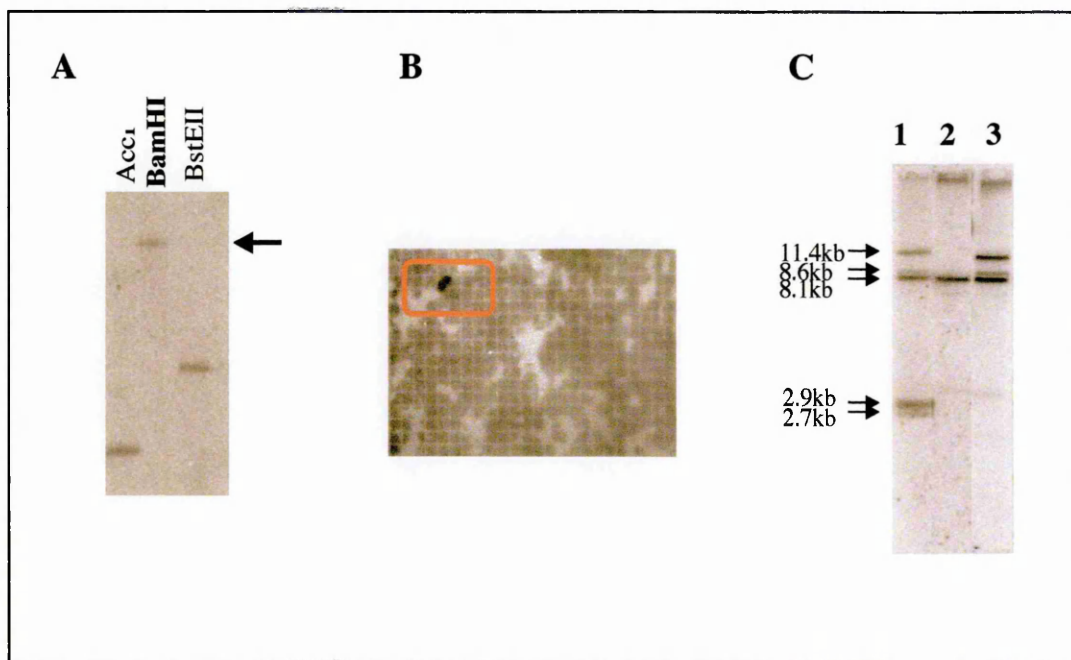 A
B
C
Acc1
BamHI
BstEII
1 2 3
11.4kb
8.6kb
8.1kb
2.9kb
2.7kb